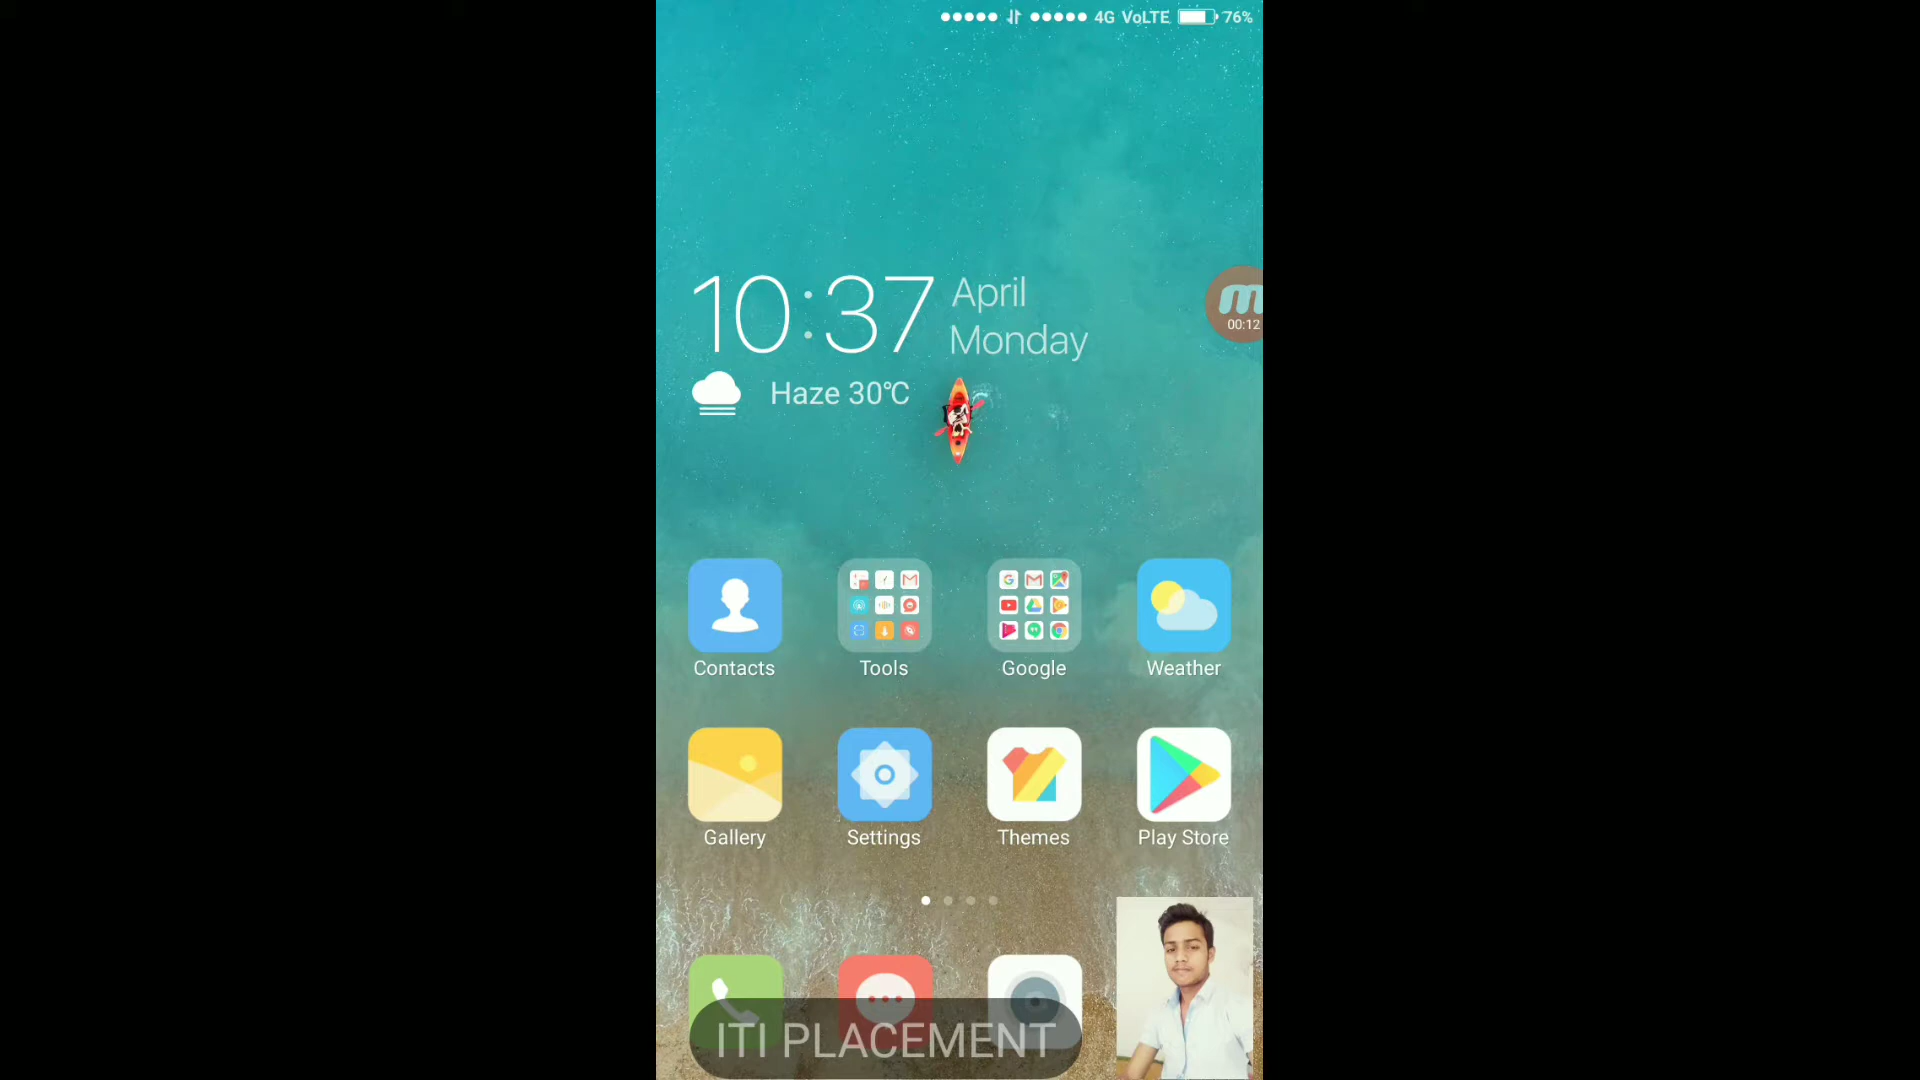 4G VoLTE 76%
10:37
April
Monday
Haze 30℃
m
00:12
Contacts
Tools
Google
Weather
Gallery
Settings
Themes
Play Store
ITI PLACEMENT